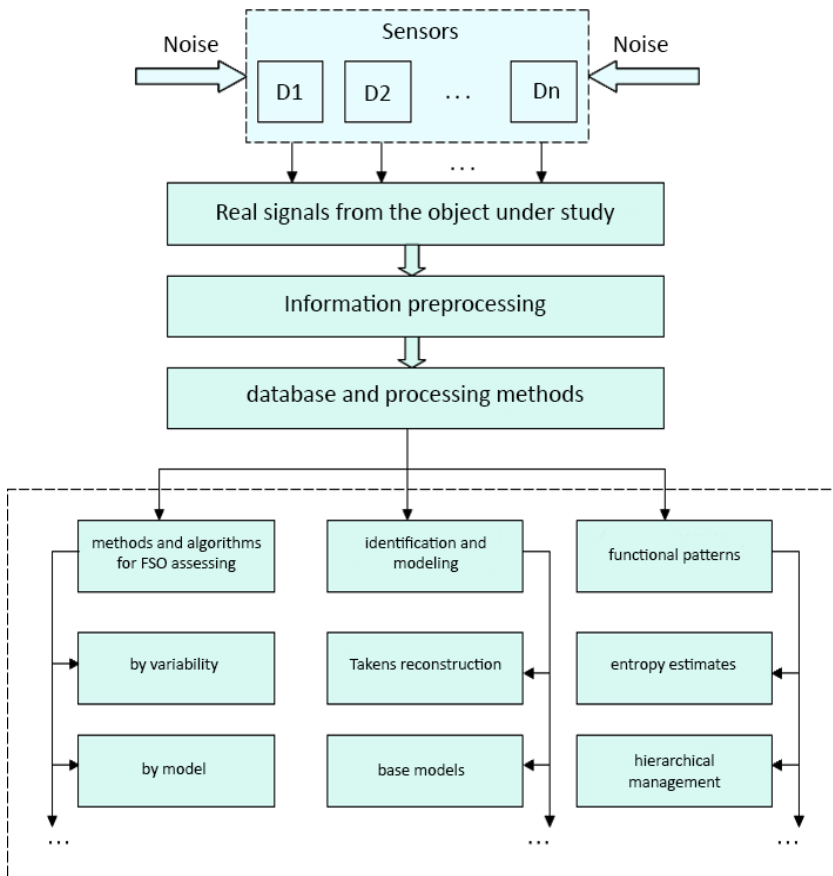 Sensors
Noise
Noise
D1
D2
...
Dn
...
Real signals from the object under study
Information preprocessing
database and processing methods
methods and algorithms
for FSO assessing
identification and
modeling
functional patterns
by variability
Takens reconstruction
entropy estimates
by model
base models
hierarchical
management
...
...
...